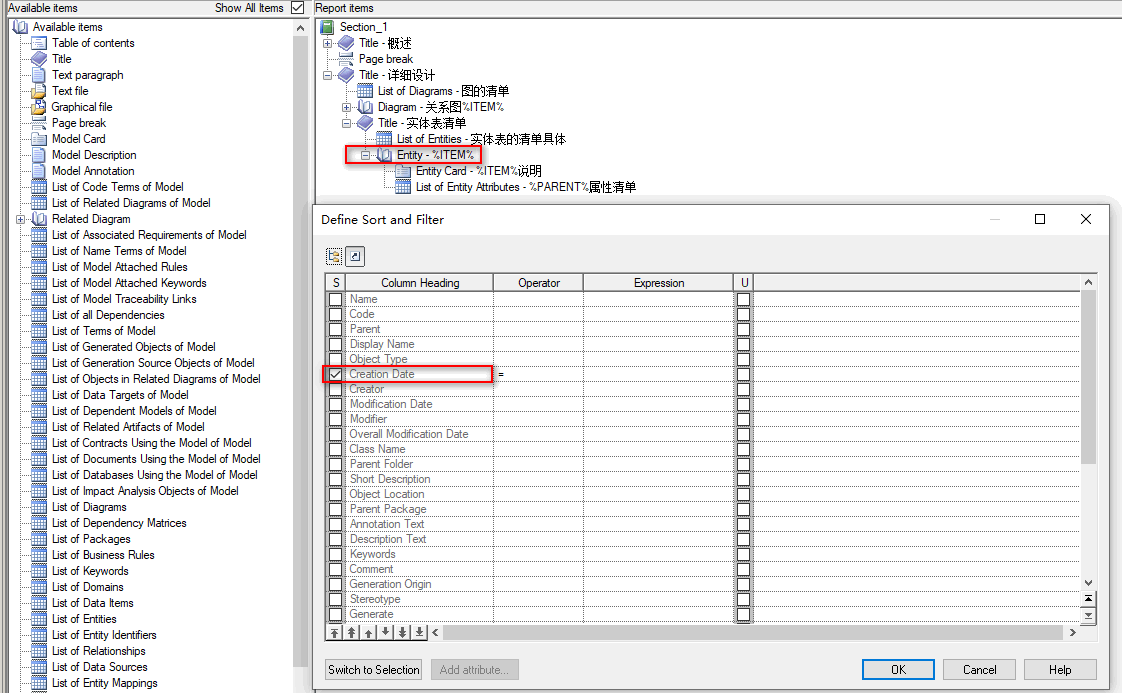 Available items
Show All Items
Available items
Table of contents
Title
Text paragraph
Text file
Graphical file
Page break
Model Card
Model Description
Model Annotation
List of Code Terms of Model
List of Related Diagrams of Model
Related Diagram
List of Associated Requirements of Model
List of Name Terms of Model
List of Model Attached Rules
List of Model Attached Keywords
List of Model Traceability Links
List of all Dependencies
List of Terms of Model
List of Generated Objects of Model
List of Generation Source Objects of Model
List of Objects in Related Diagrams of Model
List of Data Targets of Model
List of Dependent Models of Model
List of Related Artifacts of Model
List of Contracts Using the Model of Model
List of Documents Using the Model of Model
List of Databases Using the Model of Model
List of Impact Analysis Objects of Model
List of Diagrams
List of Dependency Matrices
List of Packages
List of Business Rules
List of Keywords
List of Domains
List of Data Items
List of Entities
List of Entity Identifiers
List of Relationships
List of Data Sources
List of Entity Mappings
Report items
Section_1
Title - 概述
Page break
Title - 详细设计
List of Diagrams - 图的清单
Diagram - 关系图%ITEM%
Title - 实体表清单
List of Entities - 实体表的清单具体
Entity - %ITEM%
Entity Card - %ITEM%说明
List of Entity Attributes - %PARENT%属性清单
Define Sort and Filter
S Column Heading Operator Expression U
Name
Code
Parent
Display Name
Object Type
Creation Date =
Creator
Modification Date
Modifier
Overall Modification Date
Class Name
Parent Folder
Short Description
Object Location
Parent Package
Annotation Text
Description Text
Keywords
Comment
Generation Origin
Stereotype
Generate
Switch to Selection Add attribute... OK Cancel Help